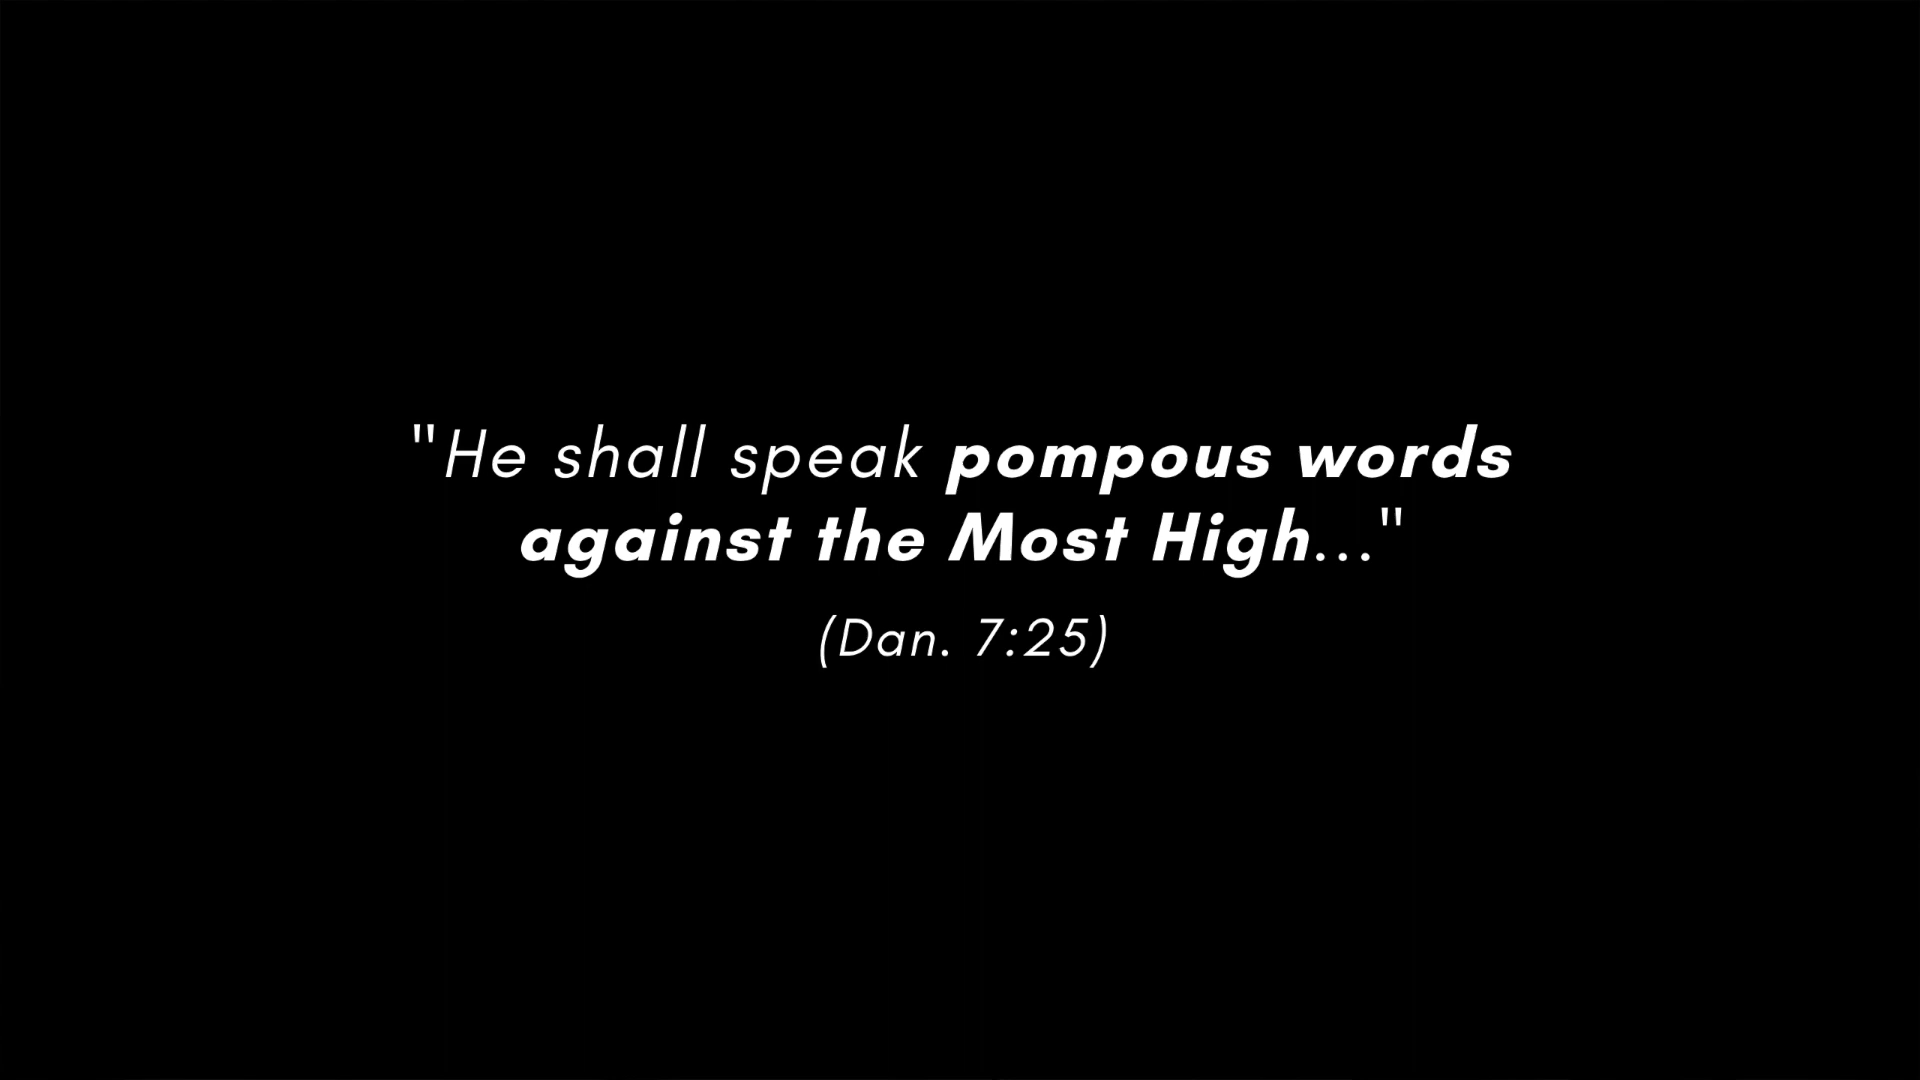 "He shall speak pompous words
against the Most High..."
(Dan. 7:25)